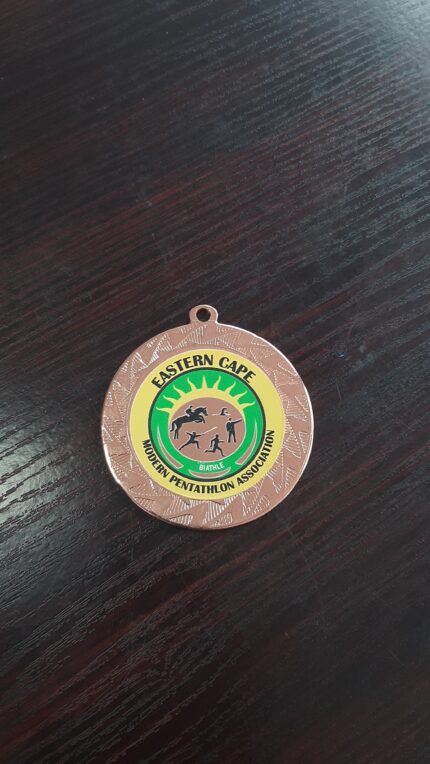 EASTERN CAPE
BIATHLE
MODERN PENTATHLON ASSOCIATION